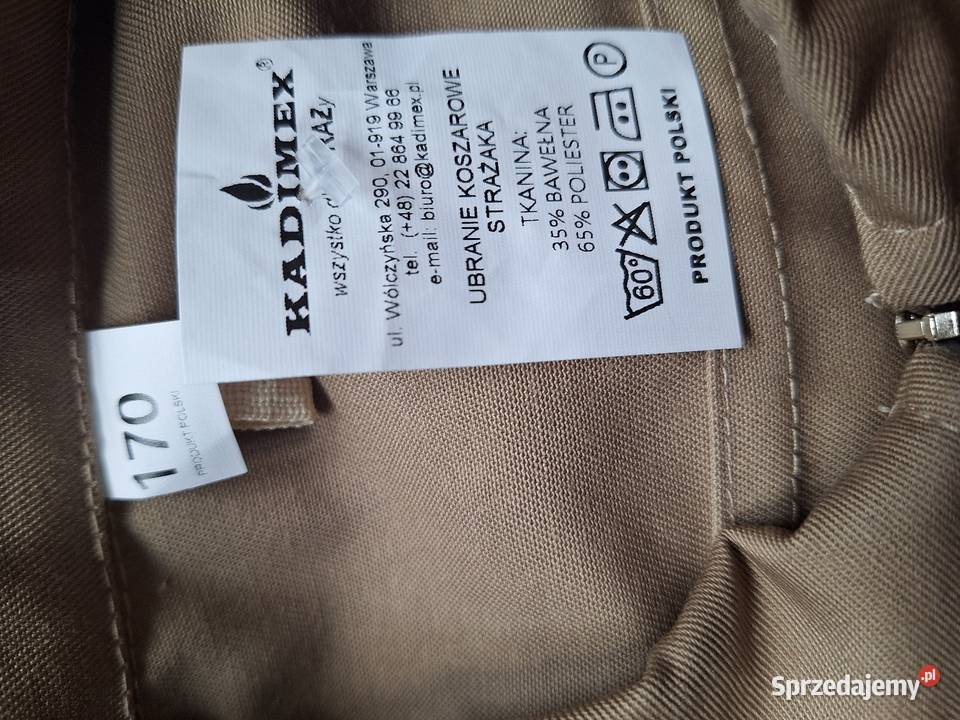 KADIMEX®
wszystko
ul. Wólczyńska 290, 01-919 Warszawa
tel. (+48) 22 864 99 66
e-mail: biuro@kadimex.pl
UBRANIE KOSZAROWE
STRAŻAKA
TKANINA:
35% BAWEŁNA
65% POLIESTER
60° P
PRODUKT POLSKI
170
PRODUKT POLSKI
Sprzedajemy.pl